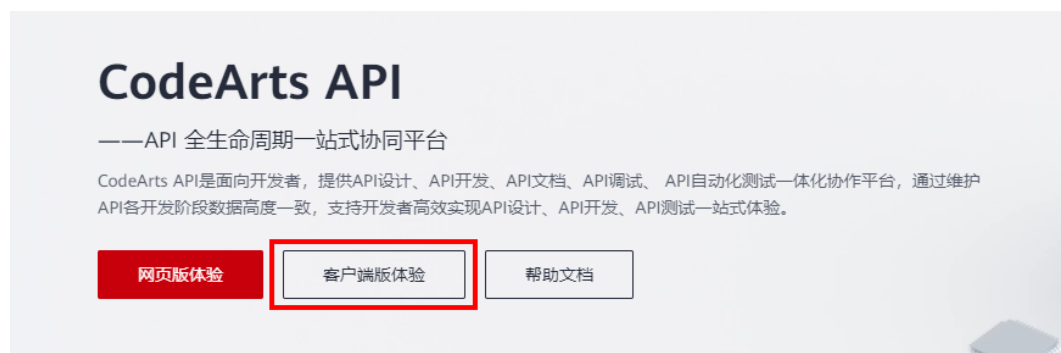 CodeArts API
——API 全生命周期一站式协同平台
CodeArts API是面向开发者，提供API设计、API开发、API文档、API调试、 API自动化测试一体化协作平台，通过维护
API各开发阶段数据高度一致，支持开发者高效实现API设计、API开发、API测试一站式体验。
网页版体验 客户端版体验 帮助文档